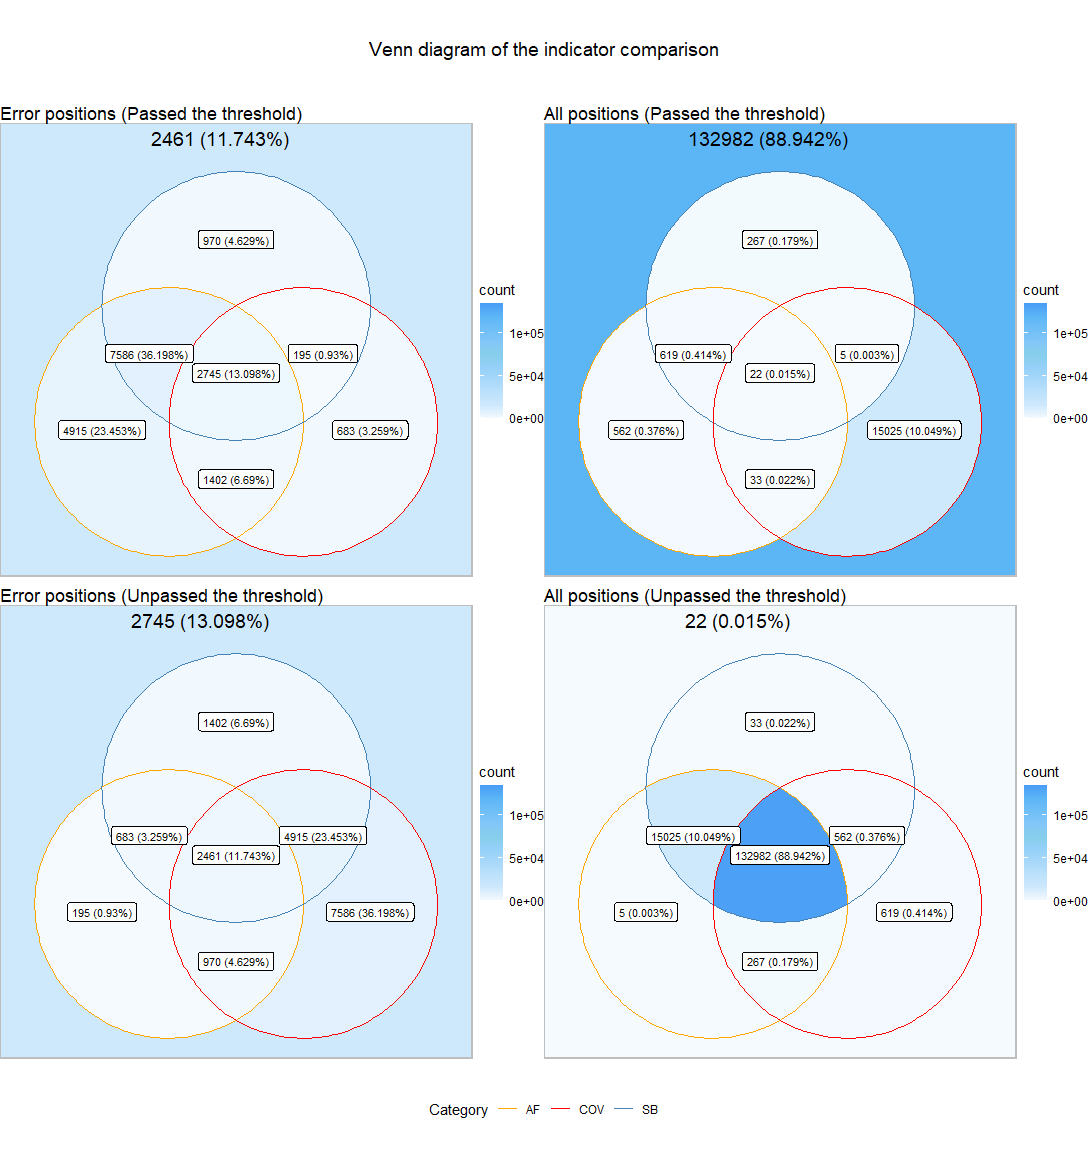 Venn diagram of the indicator comparison
Error positions (Passed the threshold)
2461 (11.743%)
970 (4.629%)
7586 (36.198%)
195 (0.93%)
2745 (13.098%)
4915 (23.453%)
683 (3.259%)
1402 (6.69%)
count
1e+05
5e+04
0e+00
All positions (Passed the threshold)
132982 (88.942%)
267 (0.179%)
619 (0.414%)
5 (0.003%)
22 (0.015%)
562 (0.376%)
15025 (10.049%)
33 (0.022%)
count
1e+05
5e+04
0e+00
Error positions (Unpassed the threshold)
2745 (13.098%)
1402 (6.69%)
683 (3.259%)
4915 (23.453%)
2461 (11.743%)
195 (0.93%)
7586 (36.198%)
970 (4.629%)
count
1e+05
5e+04
0e+00
All positions (Unpassed the threshold)
22 (0.015%)
33 (0.022%)
15025 (10.049%)
562 (0.376%)
132982 (88.942%)
5 (0.003%)
619 (0.414%)
267 (0.179%)
count
1e+05
5e+04
0e+00
Category AF COV SB